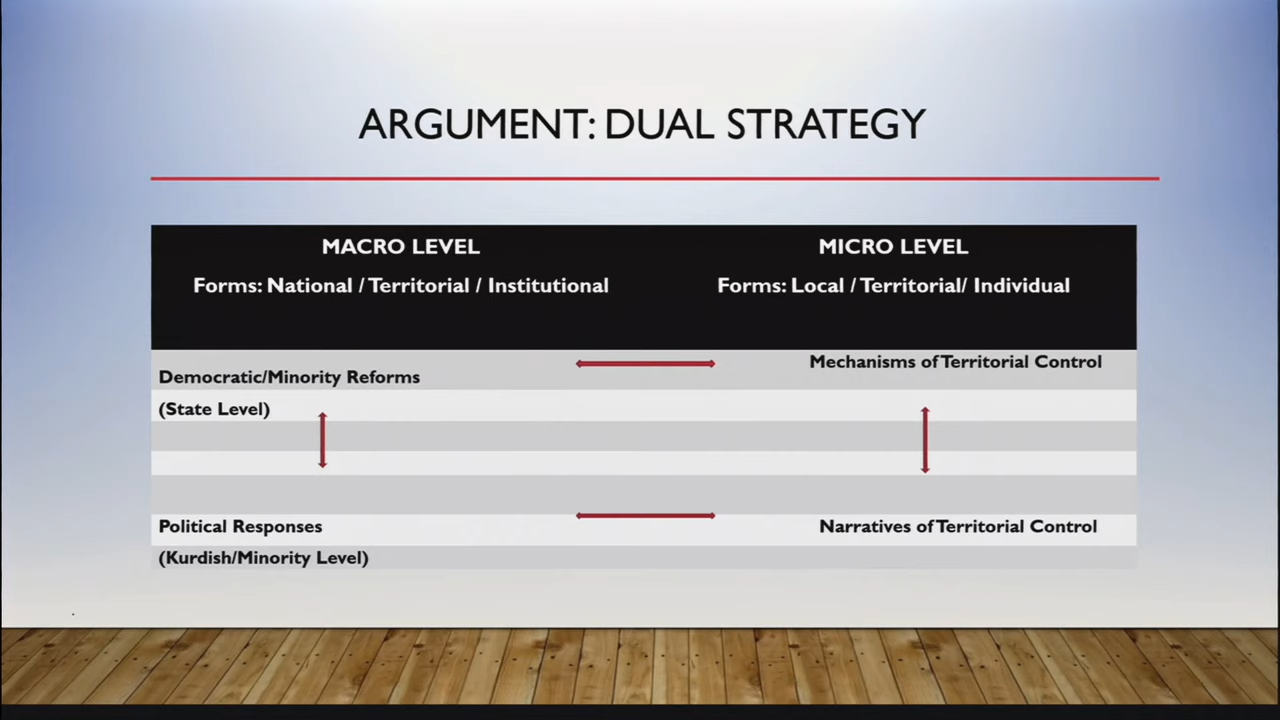 ARGUMENT: DUAL STRATEGY
MACRO LEVEL
Forms: National / Territorial / Institutional
MICRO LEVEL
Forms: Local / Territorial/ Individual
Democratic/Minority Reforms
(State Level)
Mechanisms of Territorial Control
Political Responses
(Kurdish/Minority Level)
Narratives of Territorial Control